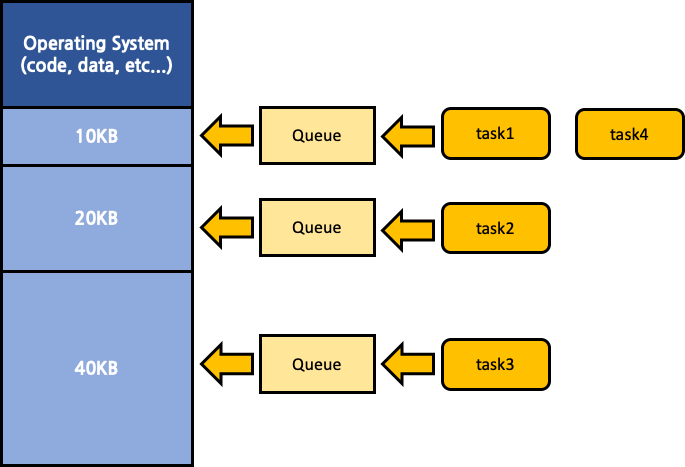 Operating System
(code, data, etc...)
10KB
Queue
task1
task4
20KB
Queue
task2
40KB
Queue
task3